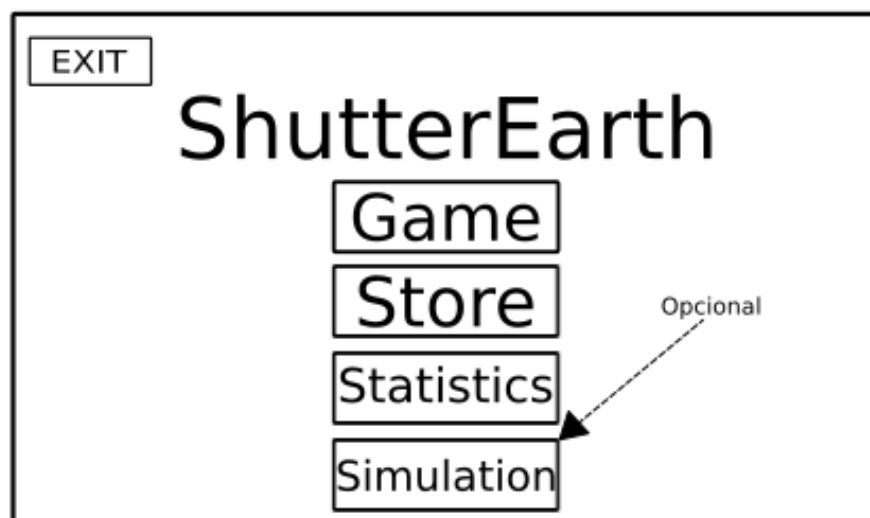 EXIT
ShutterEarth
Game
Store
Opcional
Statistics
Simulation